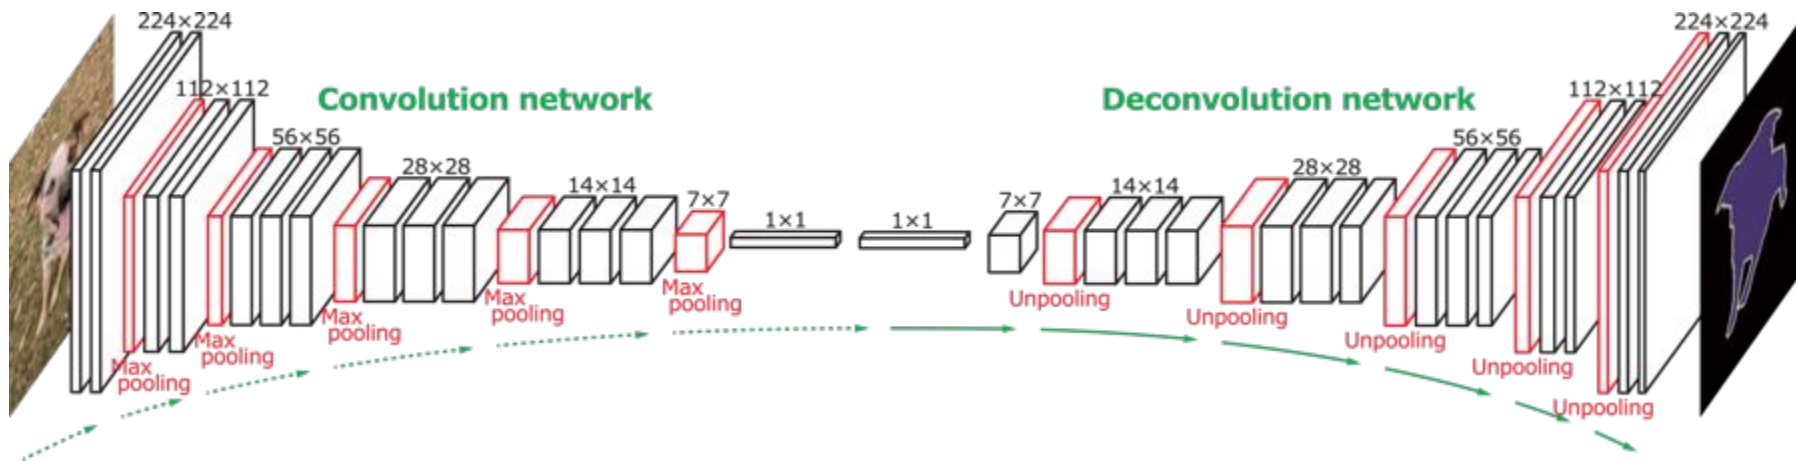 224×224
112×112
Convolution network
56×56
28×28
14×14
7×7
1×1
1×1
Max
pooling
Max
pooling
Max
pooling
Max
pooling
Max
pooling
Deconvolution network
7×7
14×14
28×28
56×56
112×112
224×224
Unpooling
Unpooling
Unpooling
Unpooling
Unpooling